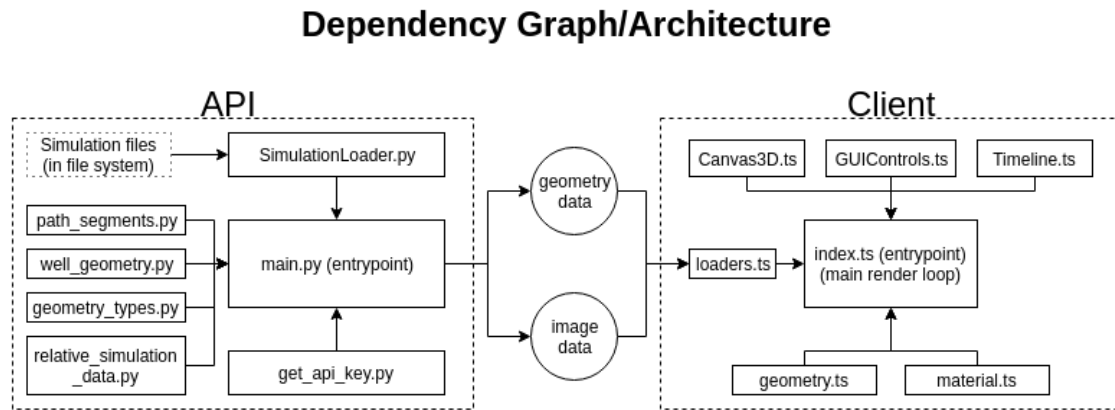 Dependency Graph/Architecture
API
Simulation files
(in file system)
SimulationLoader.py
path_segments.py
well_geometry.py
geometry_types.py
relative_simulation
_data.py
main.py (entrypoint)
get_api_key.py
geometry
data
image
data
Client
Canvas3D.ts
GUIControls.ts
Timeline.ts
loaders.ts
index.ts (entrypoint)
(main render loop)
geometry.ts
material.ts